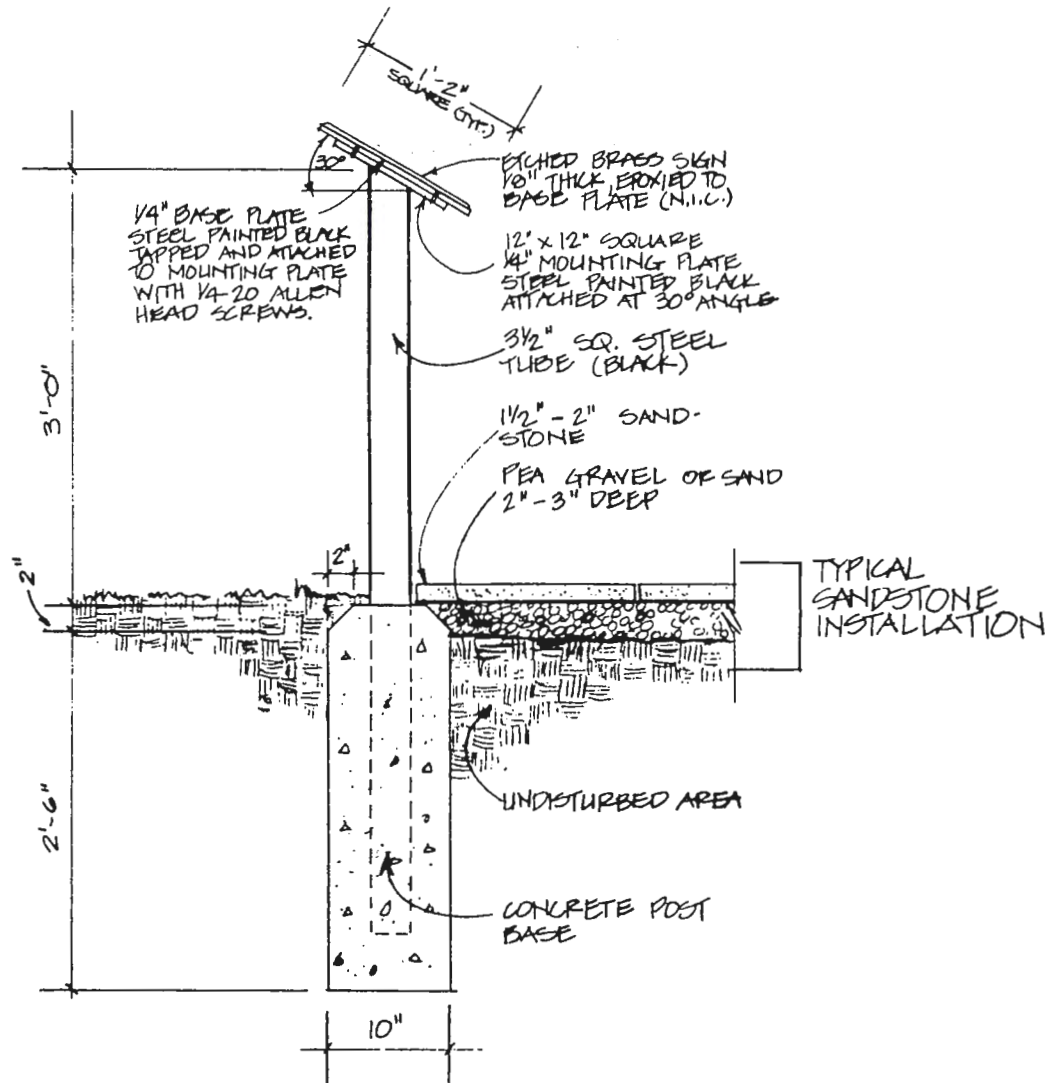 1'-2"
SQUARE (TYP.)
30°
ETCHED BRASS SIGN
1/8" THICK, EPOXIED TO
BASE PLATE (N.I.C.)
1/4" BASE PLATE
STEEL PAINTED BLACK
TAPPED AND ATTACHED
TO MOUNTING PLATE
WITH 1/4-20 ALLEN
HEAD SCREWS.
12" x 12" SQUARE
1/4" MOUNTING PLATE
STEEL PAINTED BLACK
ATTACHED AT 30° ANGLE
3 1/2" SQ. STEEL
TUBE (BLACK)
3'-0"
1 1/2" - 2" SAND-
STONE
PEA GRAVEL OR SAND
2" - 3" DEEP
2"
2"
TYPICAL
SANDSTONE
INSTALLATION
UNDISTURBED AREA
2'-6"
CONCRETE POST
BASE
10"